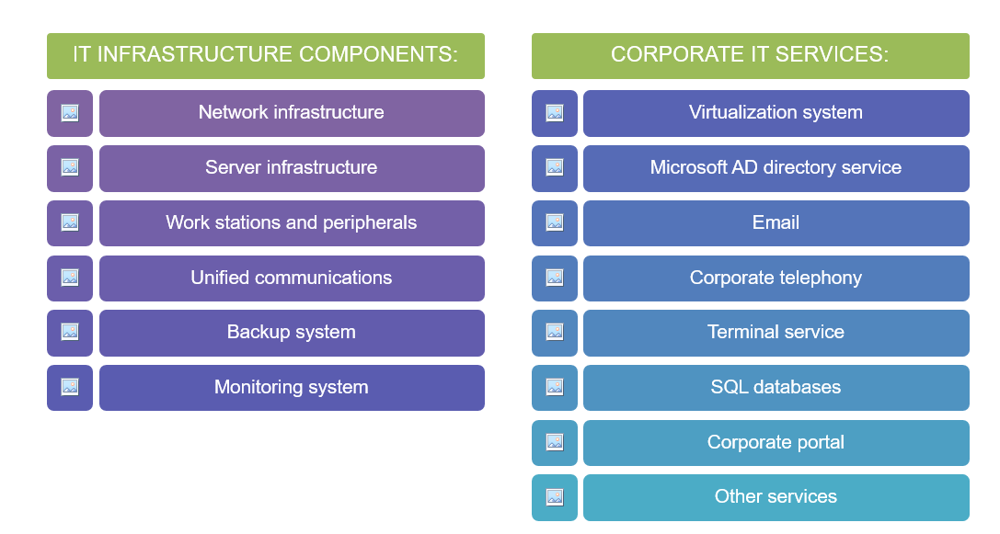 IT INFRASTRUCTURE COMPONENTS:
Network infrastructure
Server infrastructure
Work stations and peripherals
Unified communications
Backup system
Monitoring system
CORPORATE IT SERVICES:
Virtualization system
Microsoft AD directory service
Email
Corporate telephony
Terminal service
SQL databases
Corporate portal
Other services